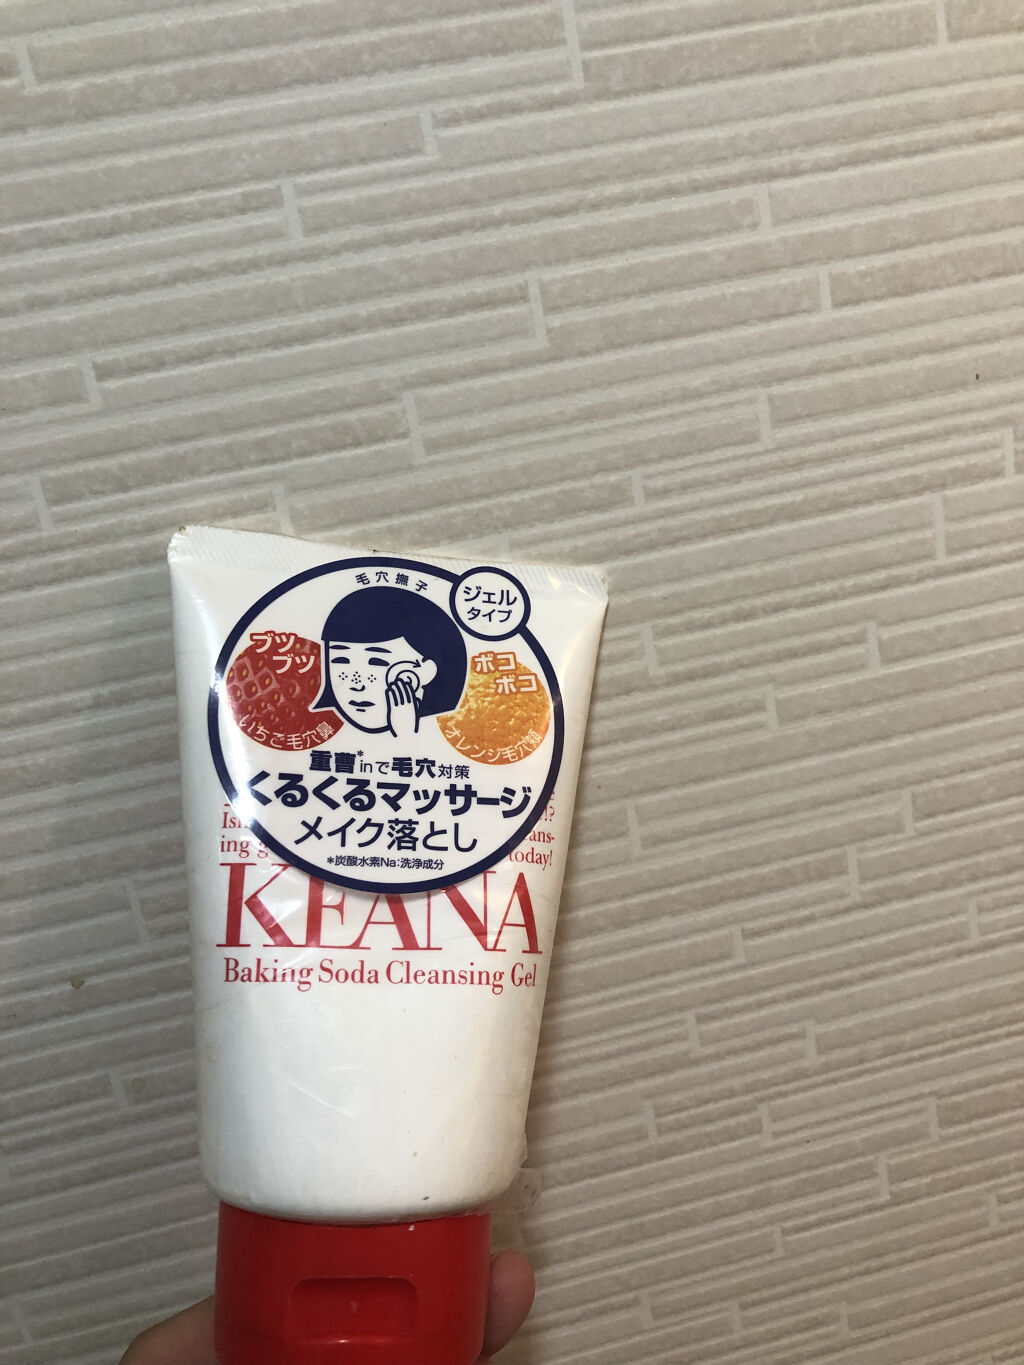 毛穴撫子
ジェル
タイプ
ブツ
ブツ
いちご毛穴鼻
ボコ
ボコ
オレンジ毛穴頬
重曹*inで毛穴対策
くるくるマッサージ
メイク落とし
*炭酸水素Na:洗浄成分
ing
today!
KEANA
Baking Soda Cleansing Gel